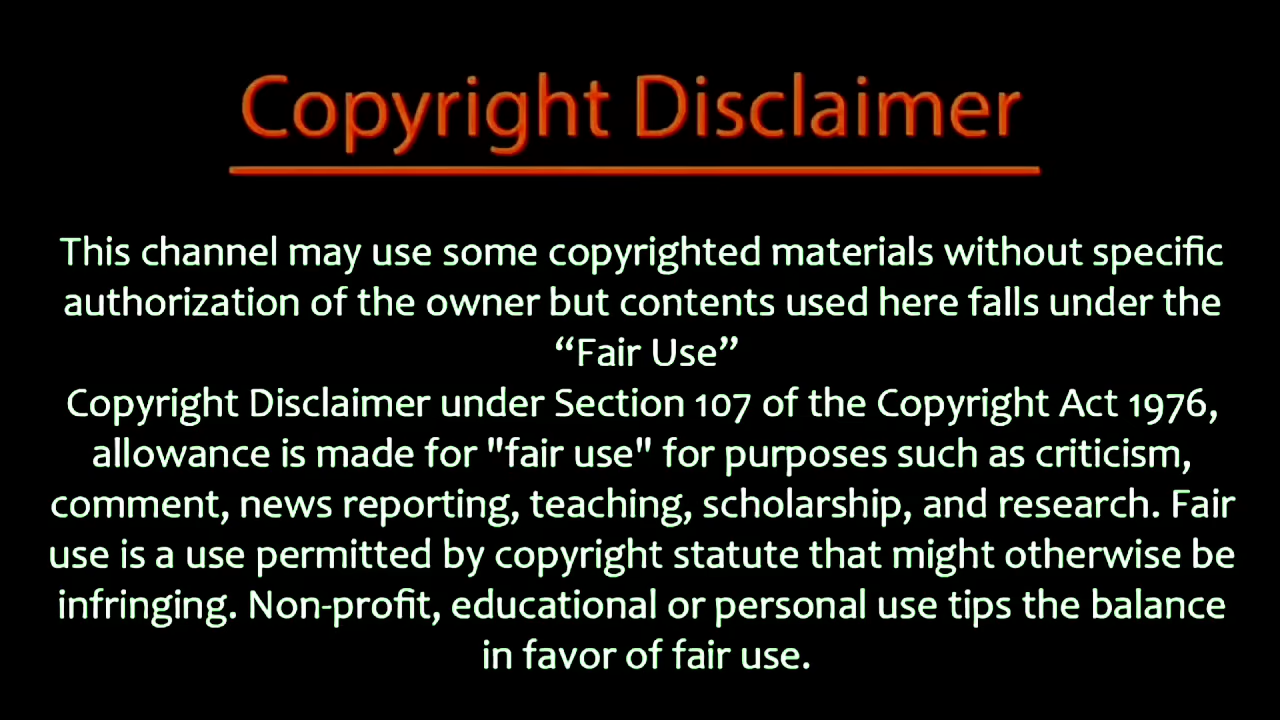 Copyright Disclaimer
This channel may use some copyrighted materials without specific
authorization of the owner but contents used here falls under the
“Fair Use”
Copyright Disclaimer under Section 107 of the Copyright Act 1976,
allowance is made for "fair use" for purposes such as criticism,
comment, news reporting, teaching, scholarship, and research. Fair
use is a use permitted by copyright statute that might otherwise be
infringing. Non-profit, educational or personal use tips the balance
in favor of fair use.